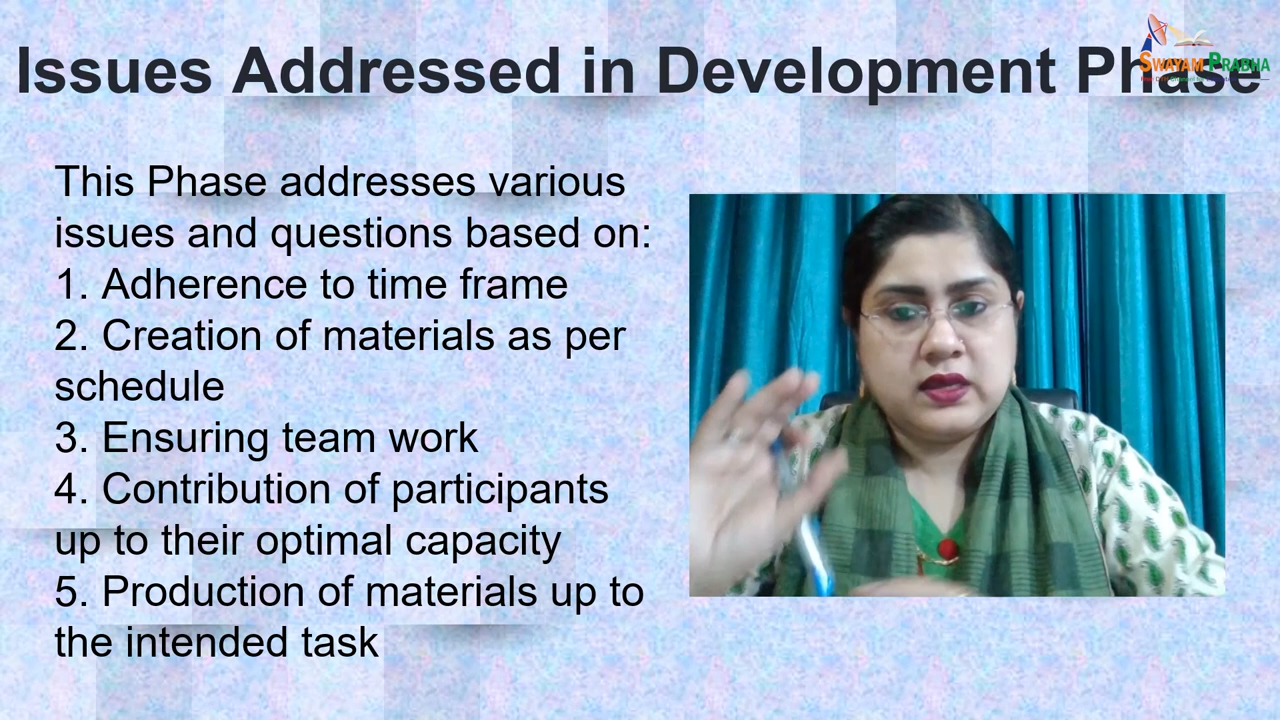 Issues Addressed in Development Phase
SWAYAM PRABHA
This Phase addresses various
issues and questions based on:
1. Adherence to time frame
2. Creation of materials as per
schedule
3. Ensuring team work
4. Contribution of participants
up to their optimal capacity
5. Production of materials up to
the intended task